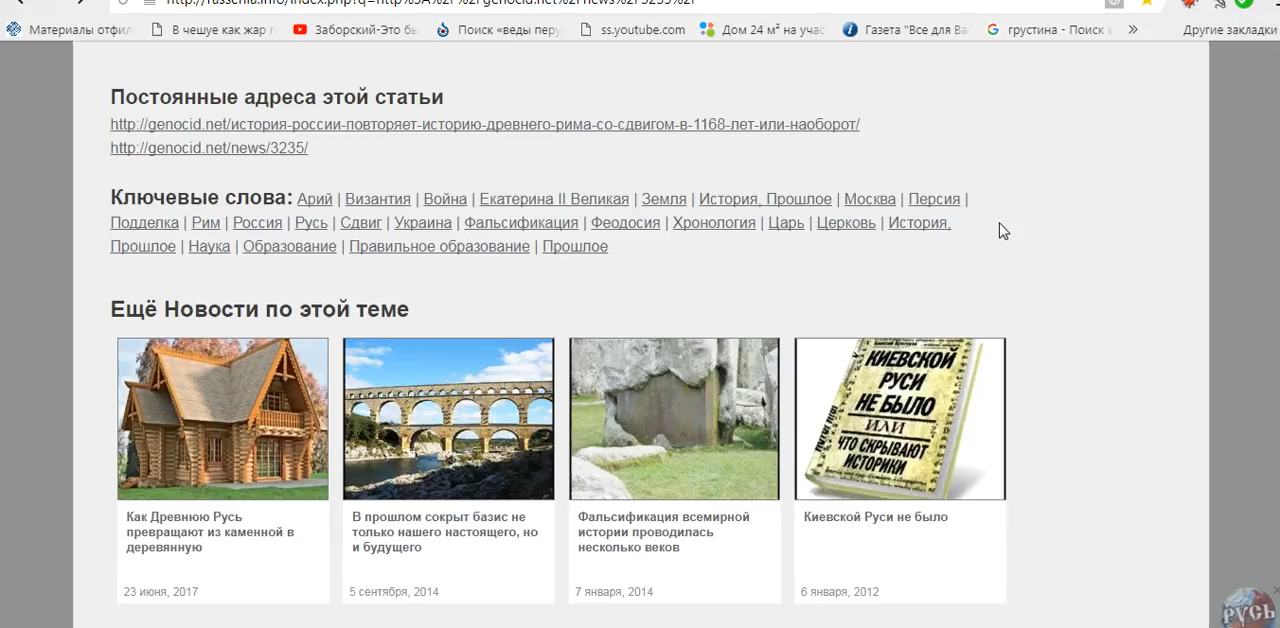 Материалы отфил В чешуе как жар г Заборский-Это бы Поиск «веды перу ss.youtube.com Дом 24 м² на учас Газета "Все для Ва грустина - Поиск в » Другие закладки
Постоянные адреса этой статьи
http://genocid.net/история-россии-повторяет-историю-древнего-рима-со-сдвигом-в-1168-лет-или-наоборот/
http://genocid.net/news/3235/
Ключевые слова: Арий | Византия | Война | Екатерина II Великая | Земля | История, Прошлое | Москва | Персия |
Подделка | Рим | Россия | Русь | Сдвиг | Украина | Фальсификация | Феодосия | Хронология | Царь | Церковь | История,
Прошлое | Наука | Образование | Правильное образование | Прошлое
Ещё Новости по этой теме
КИЕВСКОЙ
РУСИ
НЕ БЫЛО
ИЛИ
ЧТО СКРЫВАЮТ
ИСТОРИКИ
Как Древнюю Русь
превращают из каменной в
деревянную
23 июня, 2017
В прошлом сокрыт базис не
только нашего настоящего, но
и будущего
5 сентября, 2014
Фальсификация всемирной
истории проводилась
несколько веков
7 января, 2014
Киевской Руси не было
6 января, 2012
РУСЬ